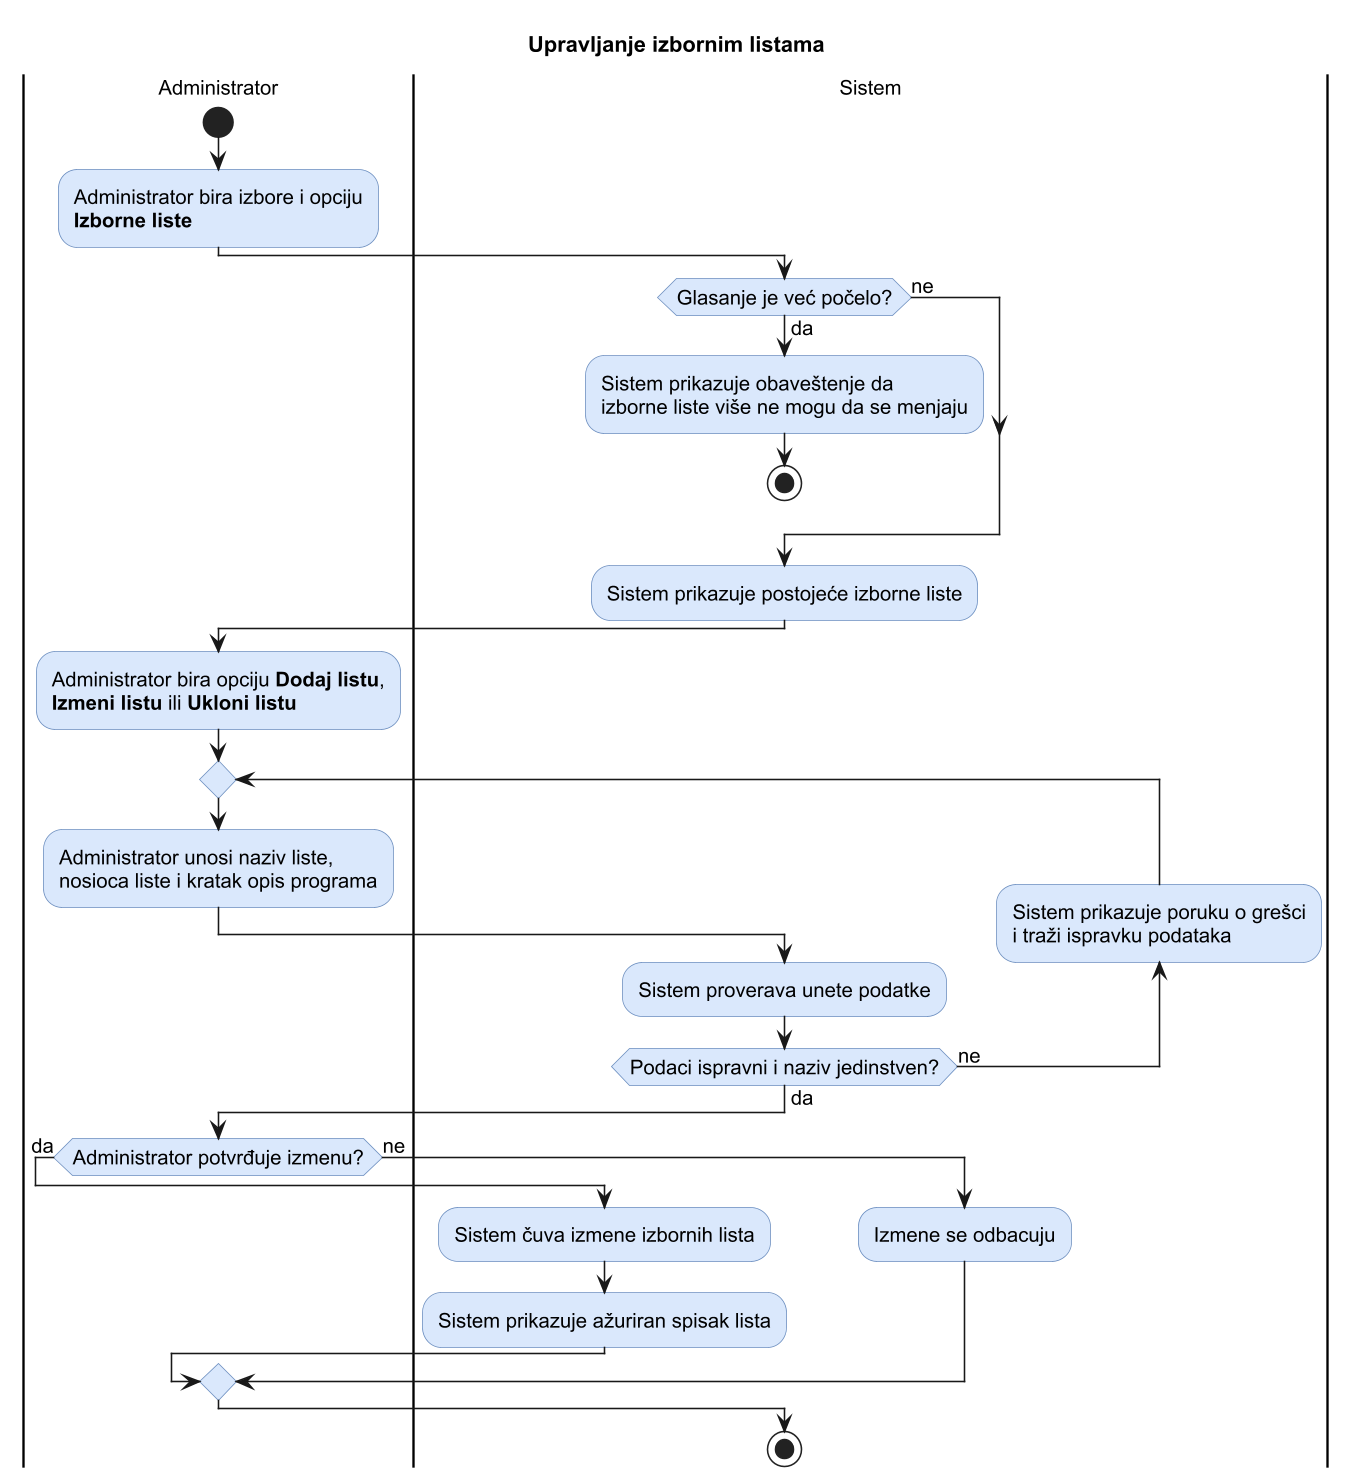 Upravljanje izbornim listama
Administrator
Sistem
Administrator bira izbore i opciju
Izborne liste
Glasanje je već počelo?
ne
da
Sistem prikazuje obaveštenje da
izborne liste više ne mogu da se menjaju
Sistem prikazuje postojeće izborne liste
Administrator bira opciju Dodaj listu,
Izmeni listu ili Ukloni listu
Administrator unosi naziv liste,
nosioca liste i kratak opis programa
Sistem prikazuje poruku o grešci
i traži ispravku podataka
Sistem proverava unete podatke
Podaci ispravni i naziv jedinstven?
ne
da
da
Administrator potvrđuje izmenu?
ne
Sistem čuva izmene izbornih lista
Izmene se odbacuju
Sistem prikazuje ažuriran spisak lista